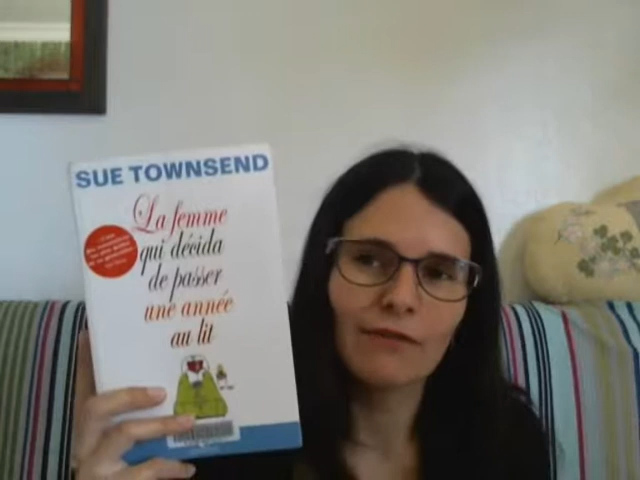 SUE TOWNSEND
La femme
qui décida
de passer
une année
au lit